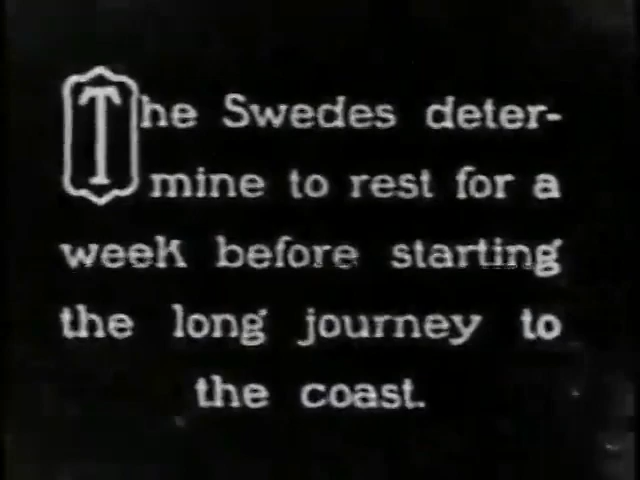 The Swedes deter-
mine to rest for a
week before starting
the long journey to
the coast.